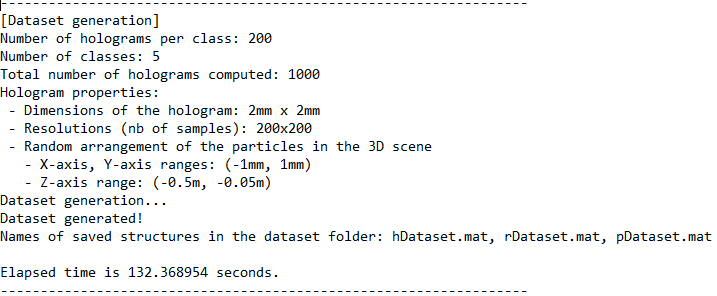 ------------------------------------------------------------------
[Dataset generation]
Number of holograms per class: 200
Number of classes: 5
Total number of holograms computed: 1000
Hologram properties:
 - Dimensions of the hologram: 2mm x 2mm
 - Resolutions (nb of samples): 200x200
 - Random arrangement of the particles in the 3D scene
   - X-axis, Y-axis ranges: (-1mm, 1mm)
   - Z-axis range: (-0.5m, -0.05m)
Dataset generation...
Dataset generated!
Names of saved structures in the dataset folder: hDataset.mat, rDataset.mat, pDataset.mat

Elapsed time is 132.368954 seconds.
------------------------------------------------------------------